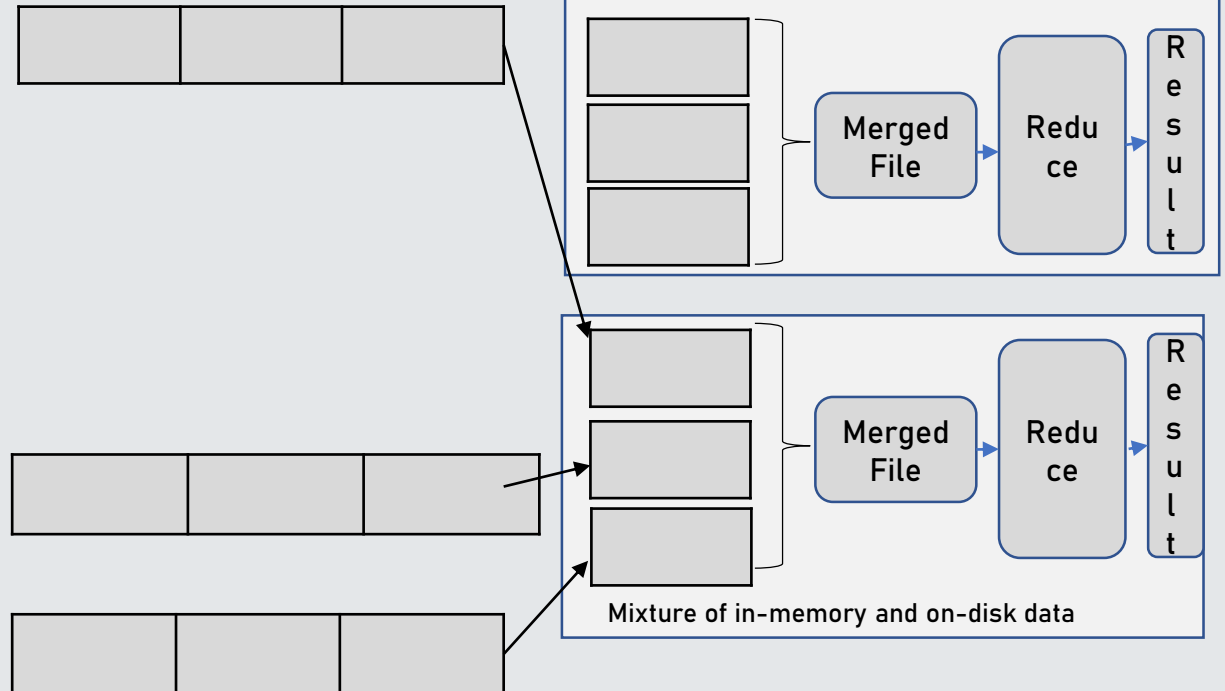 Merged
File
Redu
ce
R
e
s
u
l
t
Merged
File
Redu
ce
R
e
s
u
l
t
Mixture of in-memory and on-disk data